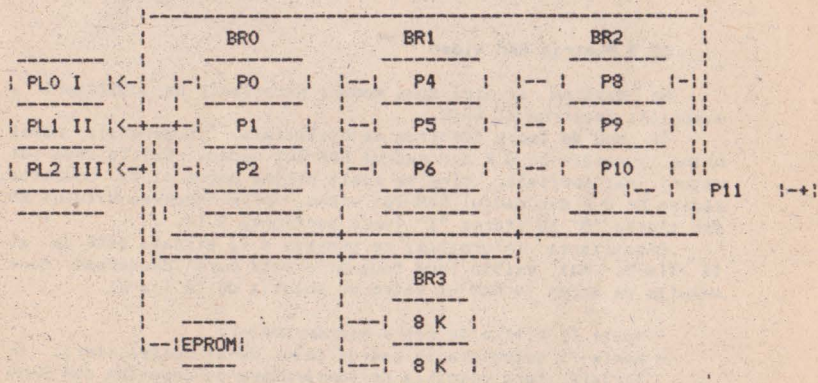 BR0 BR1 BR2
PL0 I P0 P4 P8
PL1 II P1 P5 P9
PL2 III P2 P6 P10
P11
BR3
8 K
EPROM
8 K